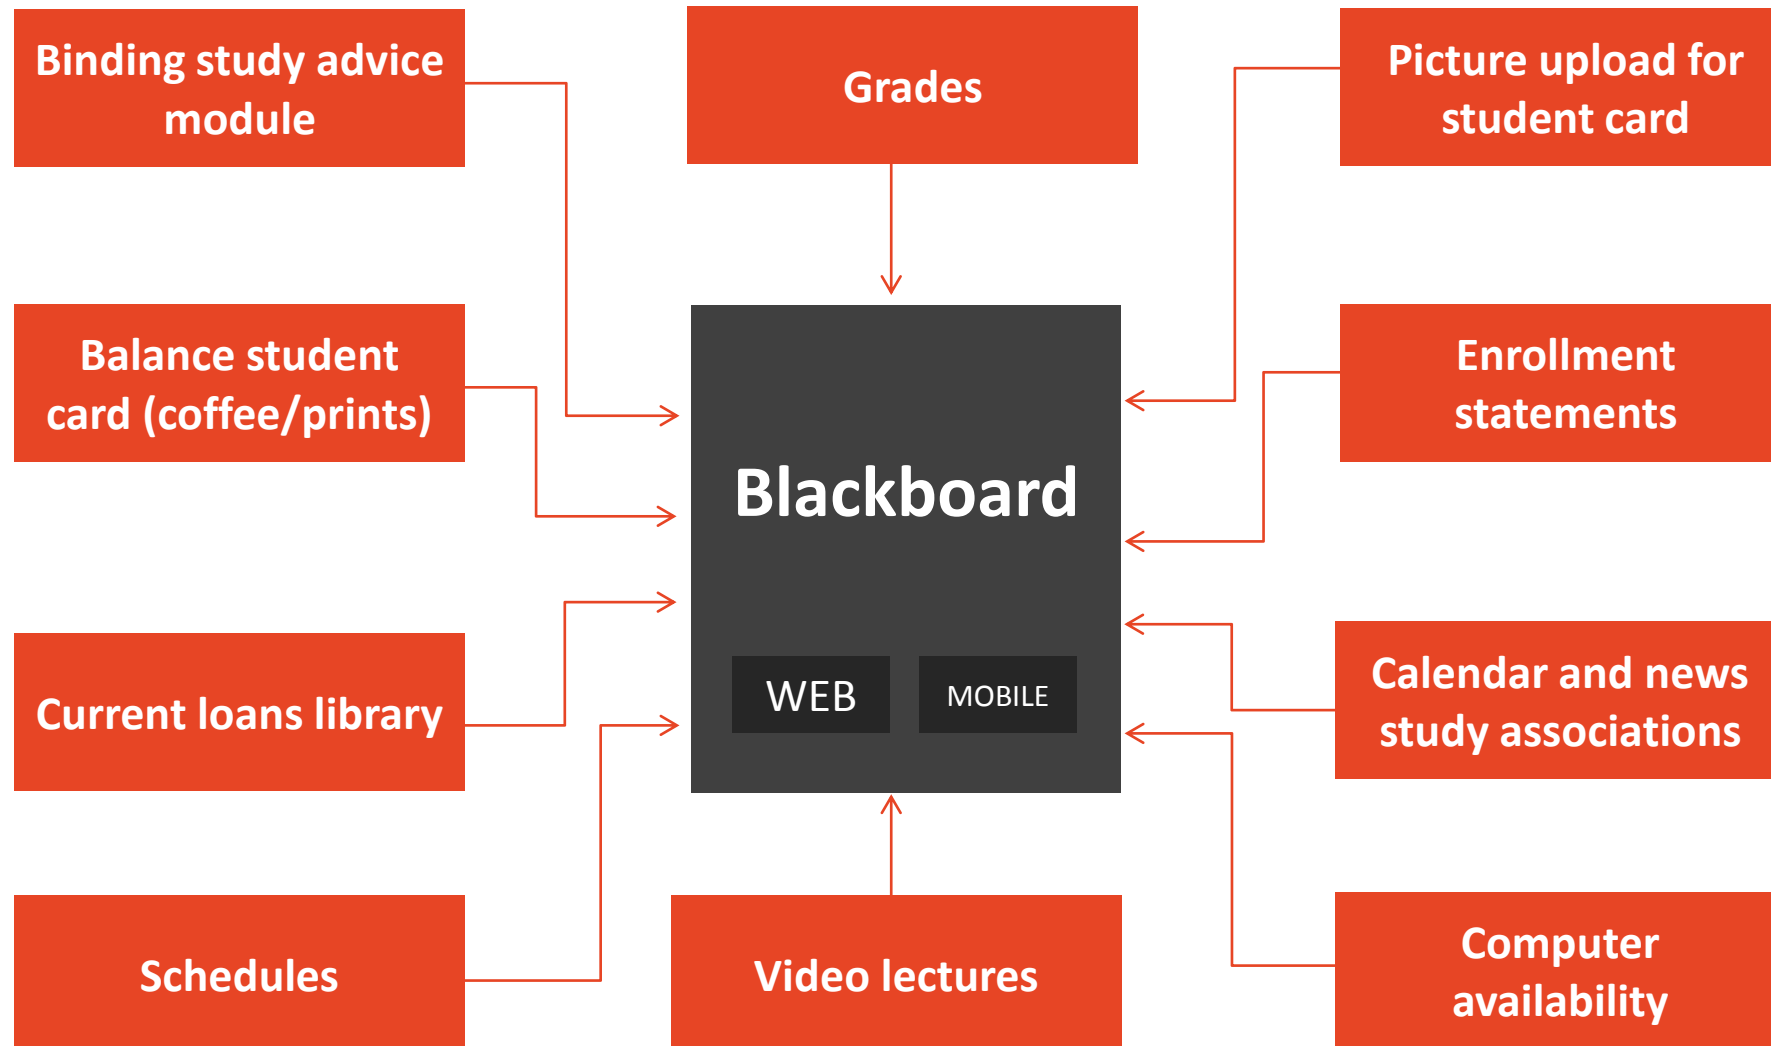 Binding study advice
module
Grades
Picture upload for
student card
Balance student
card (coffee/prints)
Enrollment
statements
Blackboard
WEB
MOBILE
Current loans library
Calendar and news
study associations
Schedules
Video lectures
Computer
availability